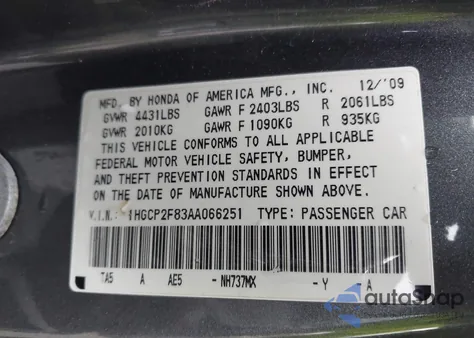 MFD. BY HONDA OF AMERICA MFG., INC. 12/'09
GVWR 4431LBS GAWR F 2403LBS R 2061LBS
GVWR 2010KG GAWR F 1090KG R 935KG
THIS VEHICLE CONFORMS TO ALL APPLICABLE
FEDERAL MOTOR VEHICLE SAFETY, BUMPER,
AND THEFT PREVENTION STANDARDS IN EFFECT
ON THE DATE OF MANUFACTURE SHOWN ABOVE.
V.I.N.: 1HGCP2F83AA066251 TYPE: PASSENGER CAR
TA5 A AE5 - NH737MX - Y - A
autoSnap